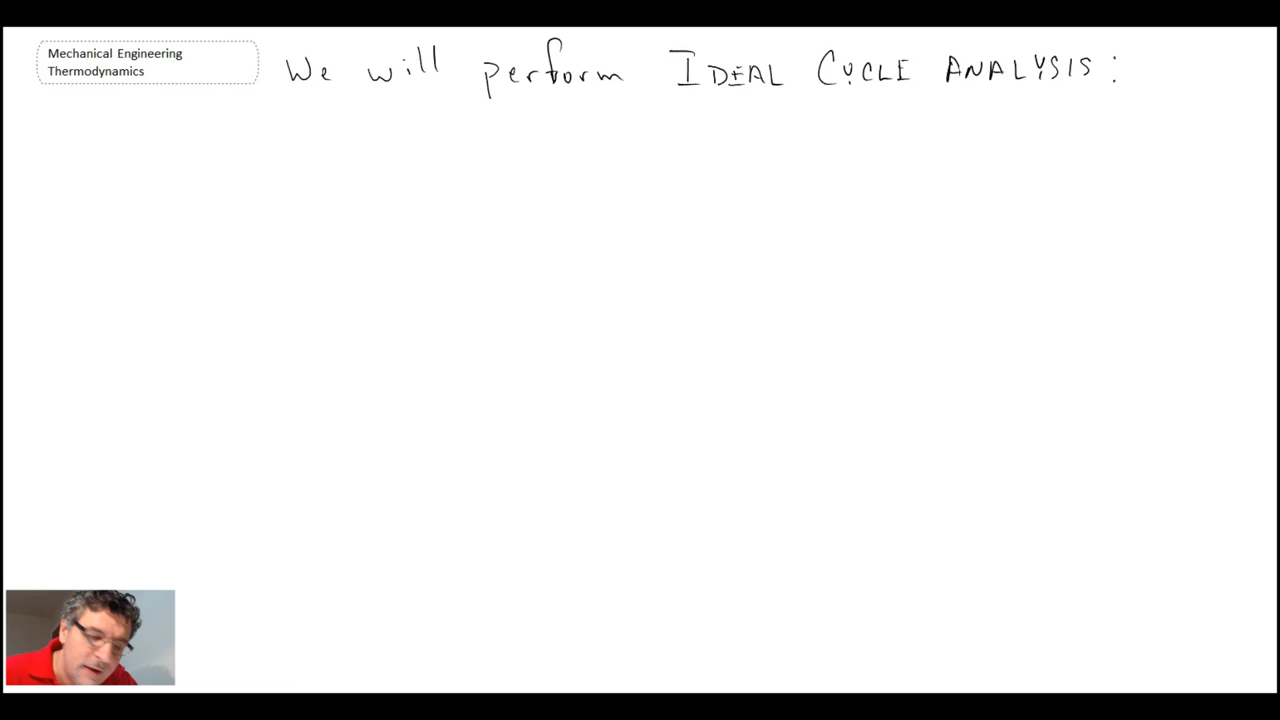 Mechanical Engineering
Thermodynamics
We will perform IDEAL CYCLE ANALYSIS: